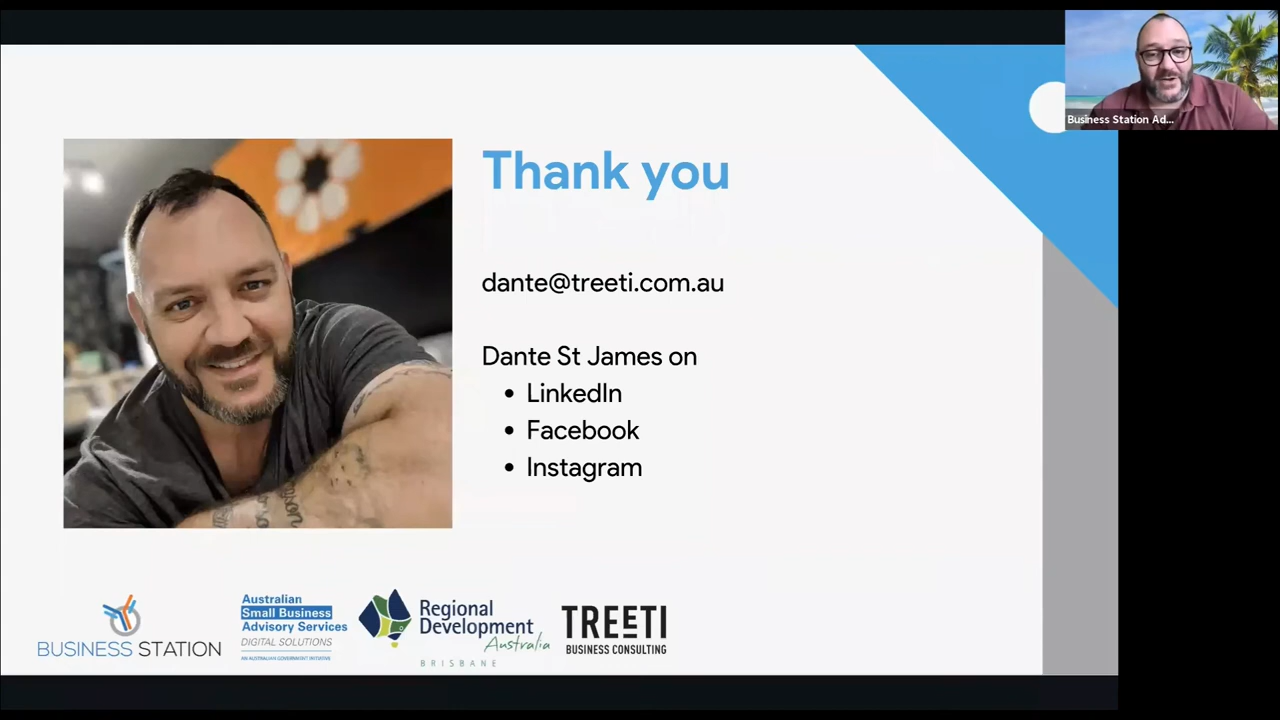 Business Station Ad...
Thank you
dante@treeti.com.au
Dante St James on
• LinkedIn
• Facebook
• Instagram
BUSINESS STATION
Australian
Small Business
Advisory Services
DIGITAL SOLUTIONS
AN AUSTRALIAN GOVERNMENT INITIATIVE
Regional
Development
Australia
BRISBANE
TREETI
BUSINESS CONSULTING